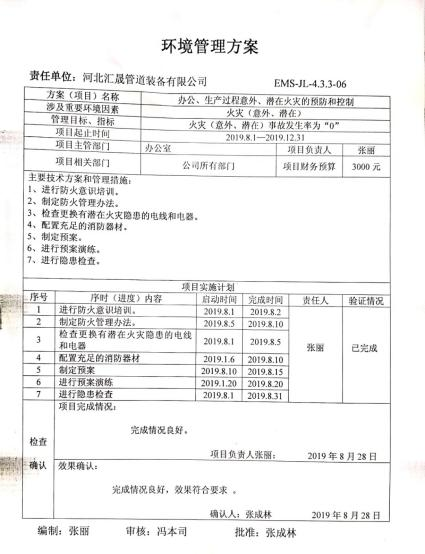 环境管理方案
责任单位：河北汇晟管道装备有限公司 EMS-JL-4.3.3-06
方案（项目）名称 办公、生产过程意外、潜在火灾的预防和控制
涉及重要环境因素 火灾（意外、潜在）
管理目标、指标 火灾（意外、潜在）事故发生率为“0”
项目起止时间 2019.8.1—2019.12.31
项目主管部门 办公室 项目负责人 张丽
项目相关部门 公司所有部门 项目财务预算 3000元
主要技术方案和管理措施：
1、进行防火意识培训。
2、制定防火管理办法。
3、检查更换有潜在火灾隐患的电线和电器。
4、配置充足的消防器材。
5、制定预案。
6、进行预案演练。
7、进行隐患检查。
项目实施计划
序号 序时（进度）内容 启动时间 完成时间 责任人 验证情况
1 进行防火意识培训。 2019.8.1 2019.8.2
2 制定防火管理办法。 2019.8.5 2019.8.10
3 检查更换有潜在火灾隐患的电线
和电器 2019.8.1 2019.8.5
张丽 已完成
4 配置充足的消防器材 2019.1.6 2019.8.10
5 制定预案 2019.8.10 2019.8.15
6 进行预案演练 2019.1.20 2019.8.20
7 进行隐患检查 2019.8.1 2019.8.31
检查
确认
项目完成情况：
完成情况良好。
项目负责人张丽： 2019年8月28日
效果确认：
完成情况良好，效果符合要求 。
确认人：张成林 2019年8月28日
编制：张丽 审核：冯本司 批准：张成林